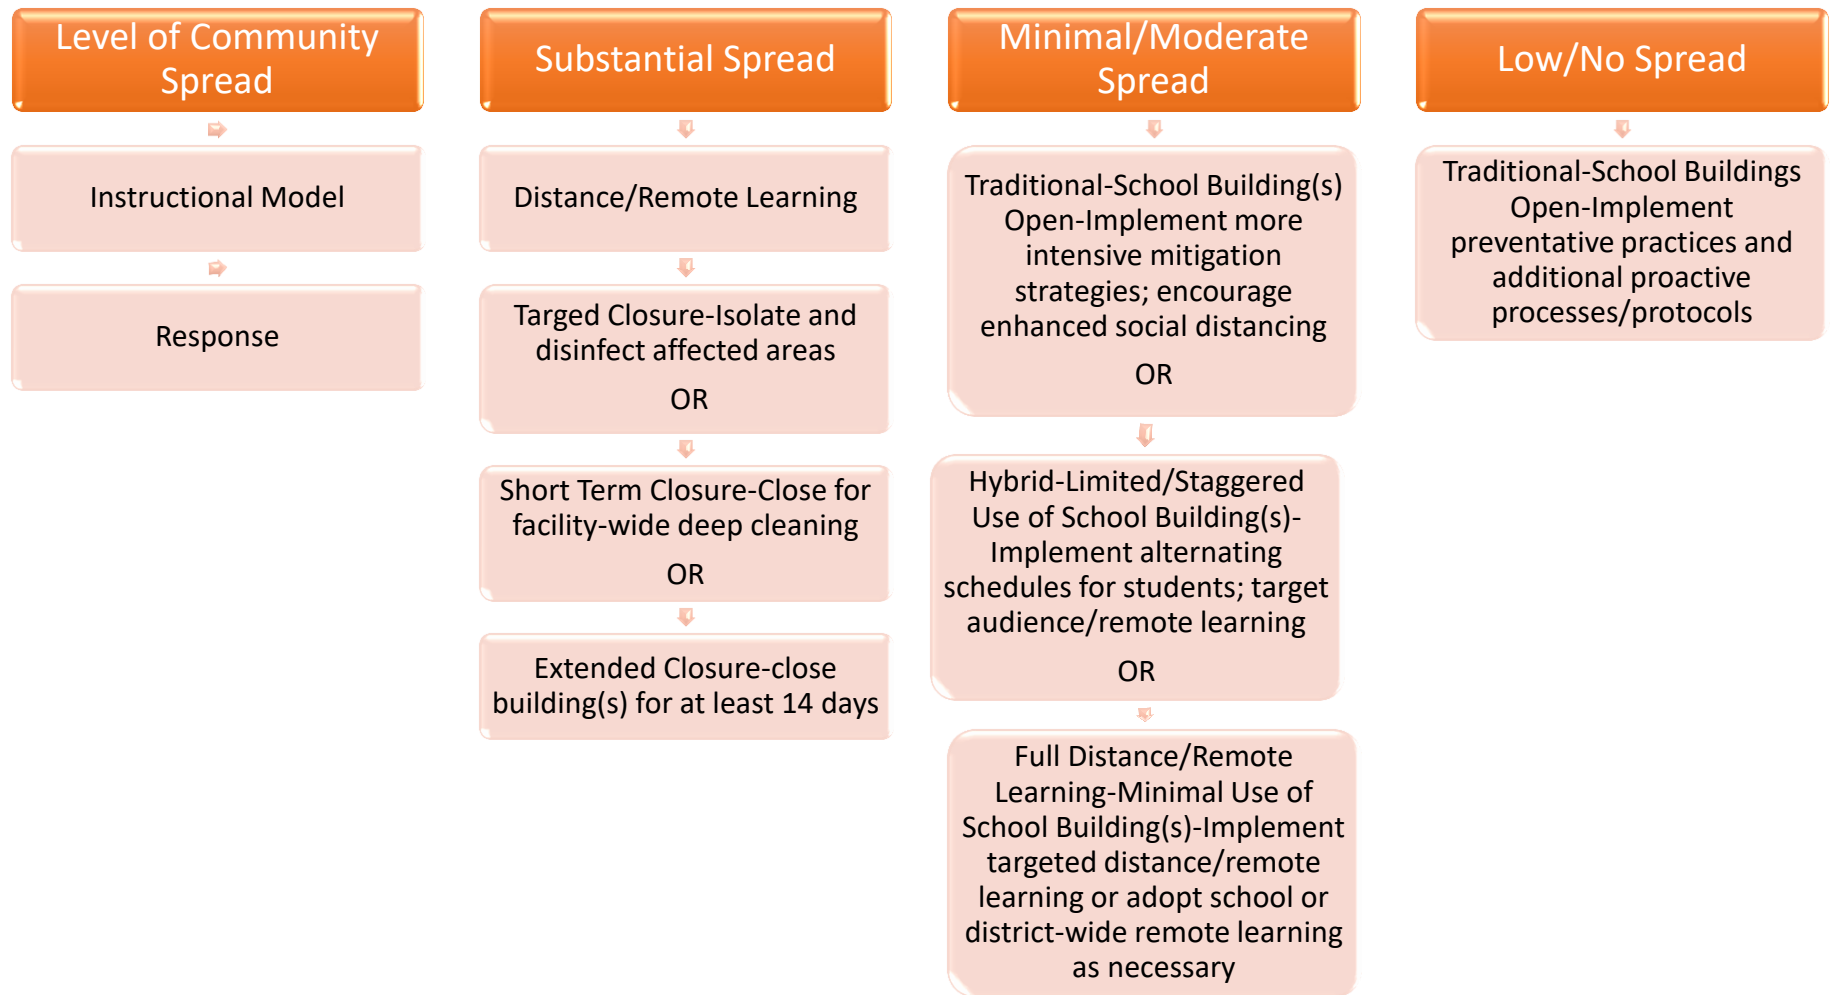 Level of Community
Spread
Instructional Model
Response
Substantial Spread
Distance/Remote Learning
Targed Closure-Isolate and
disinfect affected areas
OR
Short Term Closure-Close for
facility-wide deep cleaning
OR
Extended Closure-close
building(s) for at least 14 days
Minimal/Moderate
Spread
Traditional-School Building(s)
Open-Implement more
intensive mitigation
strategies; encourage
enhanced social distancing
OR
Hybrid-Limited/Staggered
Use of School Building(s)-
Implement alternating
schedules for students; target
audience/remote learning
OR
Full Distance/Remote
Learning-Minimal Use of
School Building(s)-Implement
targeted distance/remote
learning or adopt school or
district-wide remote learning
as necessary
Low/No Spread
Traditional-School Buildings
Open-Implement
preventative practices and
additional proactive
processes/protocols